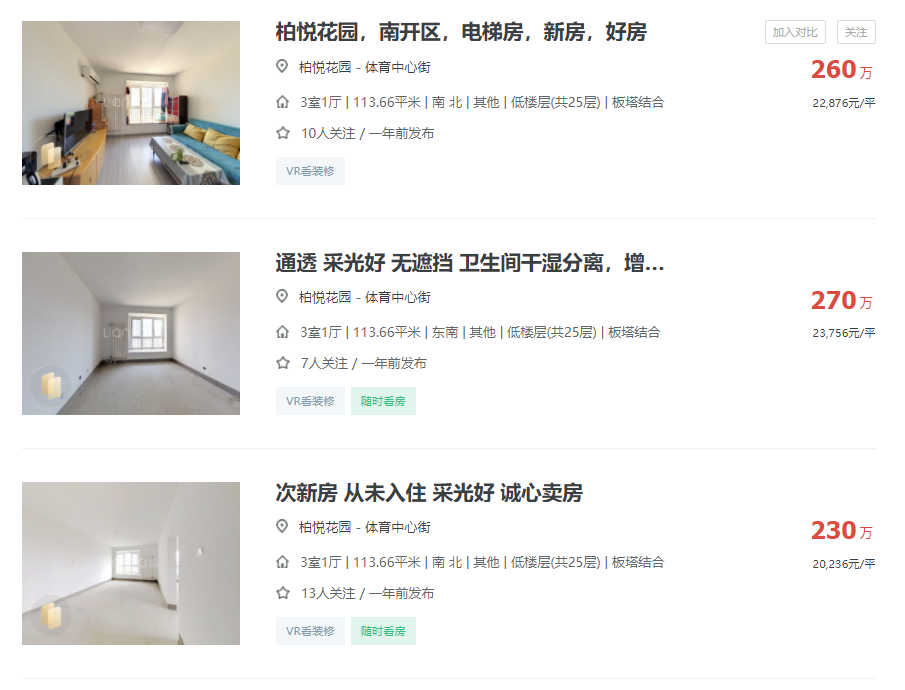 柏悦花园，南开区，电梯房，新房，好房
加入对比 关注
柏悦花园 - 体育中心街
260万
3室1厅 | 113.66平米 | 南 北 | 其他 | 低楼层(共25层) | 板塔结合
22,876元/平
10人关注 / 一年前发布
VR看装修
通透 采光好 无遮挡 卫生间干湿分离，增...
柏悦花园 - 体育中心街
270万
3室1厅 | 113.66平米 | 东南 | 其他 | 低楼层(共25层) | 板塔结合
23,756元/平
7人关注 / 一年前发布
VR看装修 随时看房
次新房 从未入住 采光好 诚心卖房
柏悦花园 - 体育中心街
230万
3室1厅 | 113.66平米 | 南 北 | 其他 | 低楼层(共25层) | 板塔结合
20,236元/平
13人关注 / 一年前发布
VR看装修 随时看房